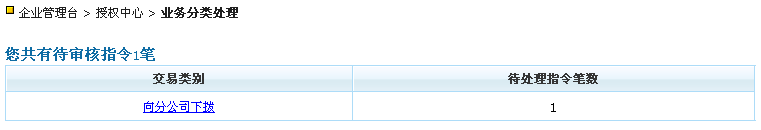 企业管理台 > 授权中心 > 业务分类处理
您共有待审核指令1笔
交易类别 待处理指令笔数
向分公司下拨 1